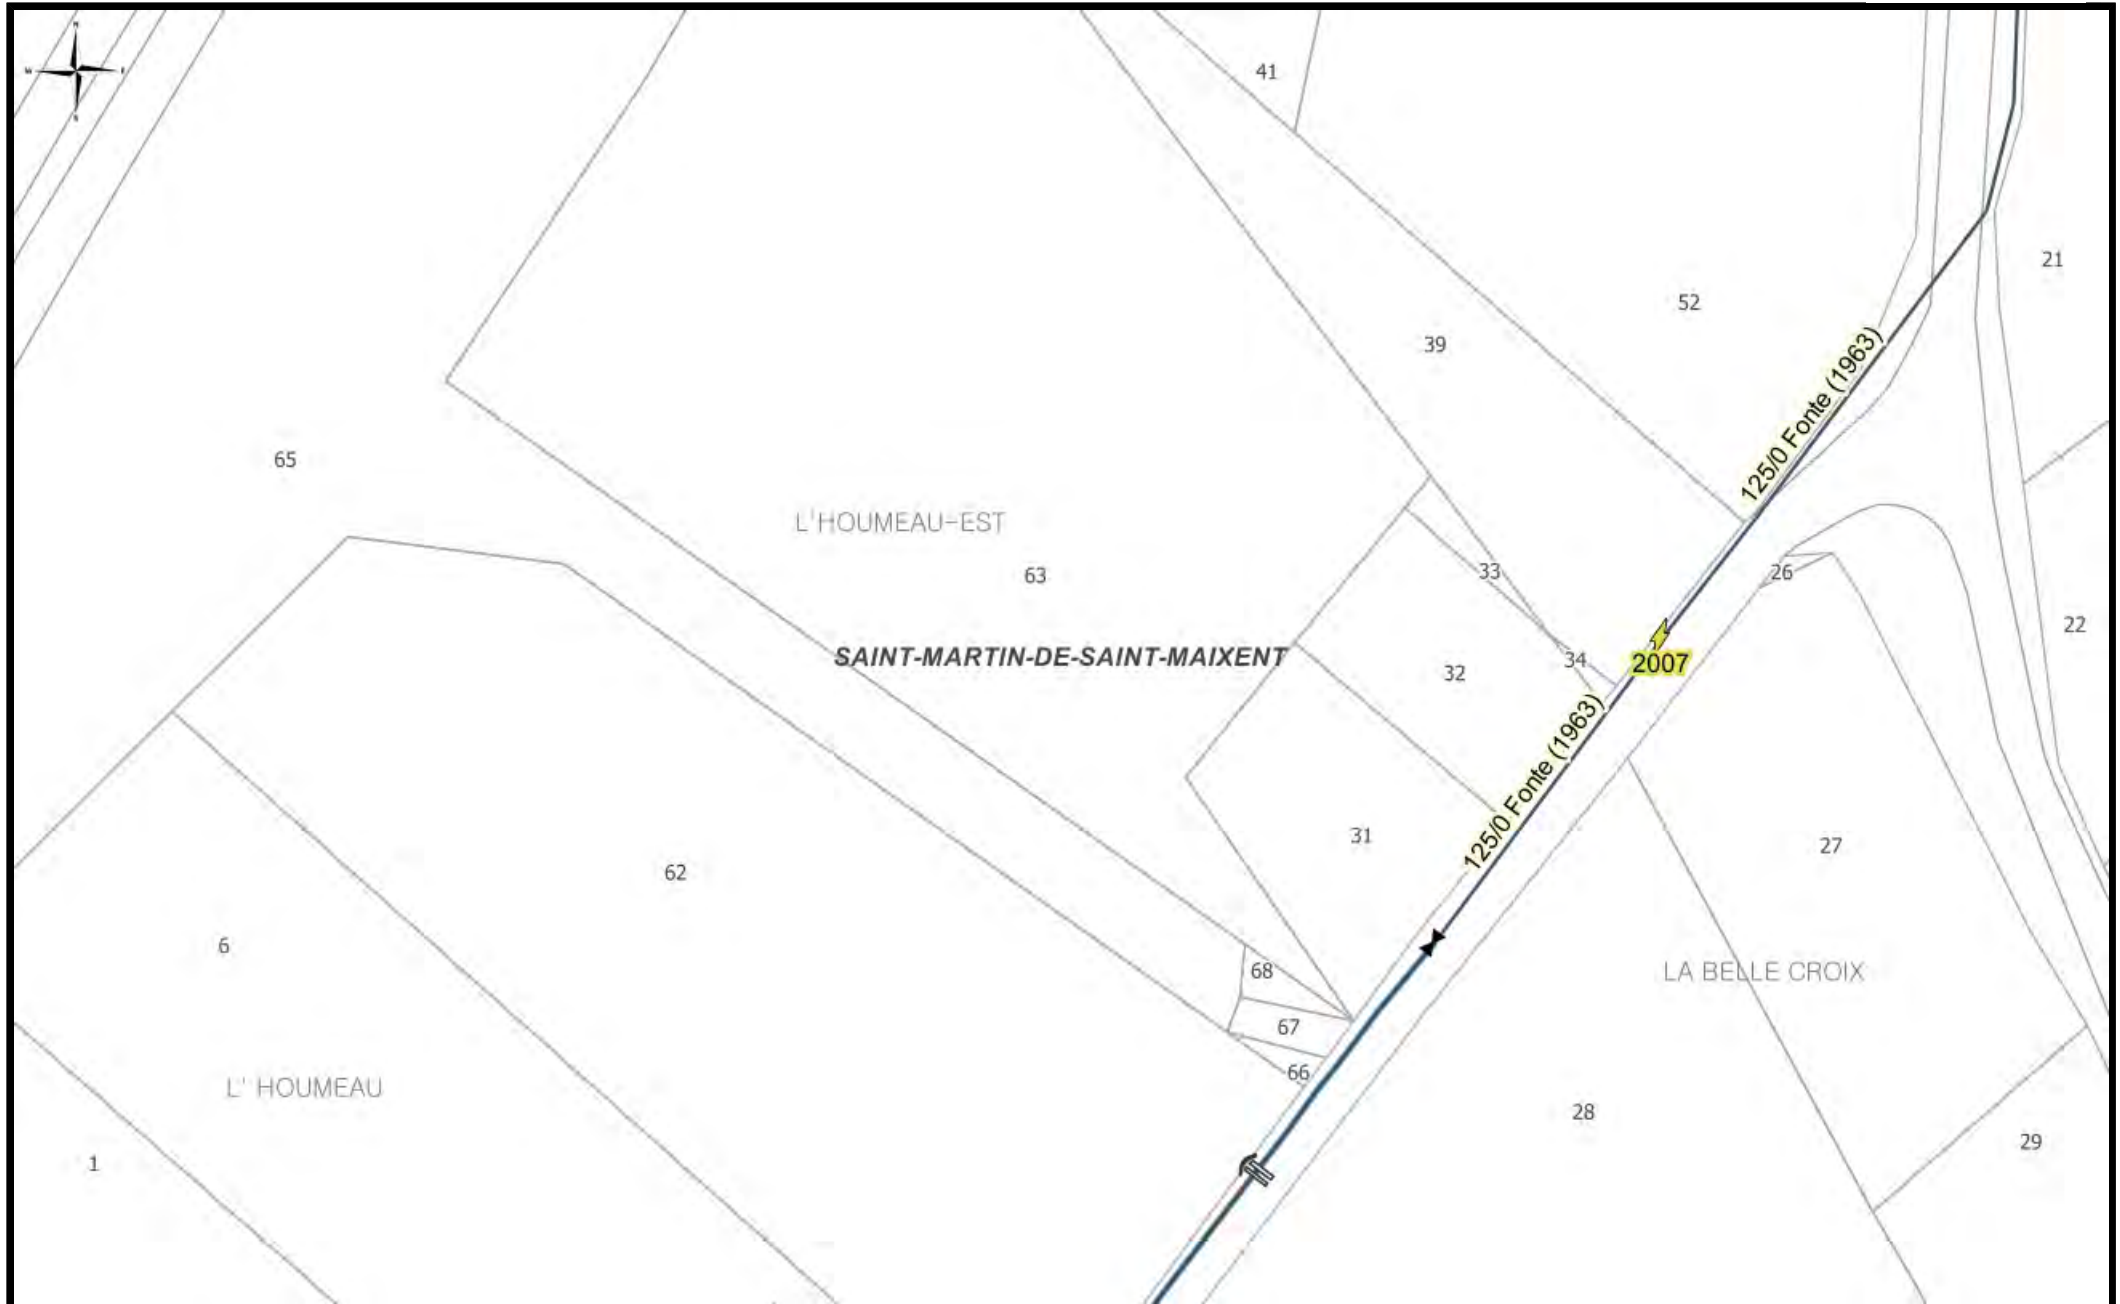 N
W
E
S
41
21
52
125/0 Fonte (1963)
39
65
L'HOUMEAU-EST
63
33
26
22
SAINT-MARTIN-DE-SAINT-MAIXENT
32
34
2007
125/0 Fonte (1963)
31
27
62
6
68
LA BELLE CROIX
67
66
L' HOUMEAU
28
29
1